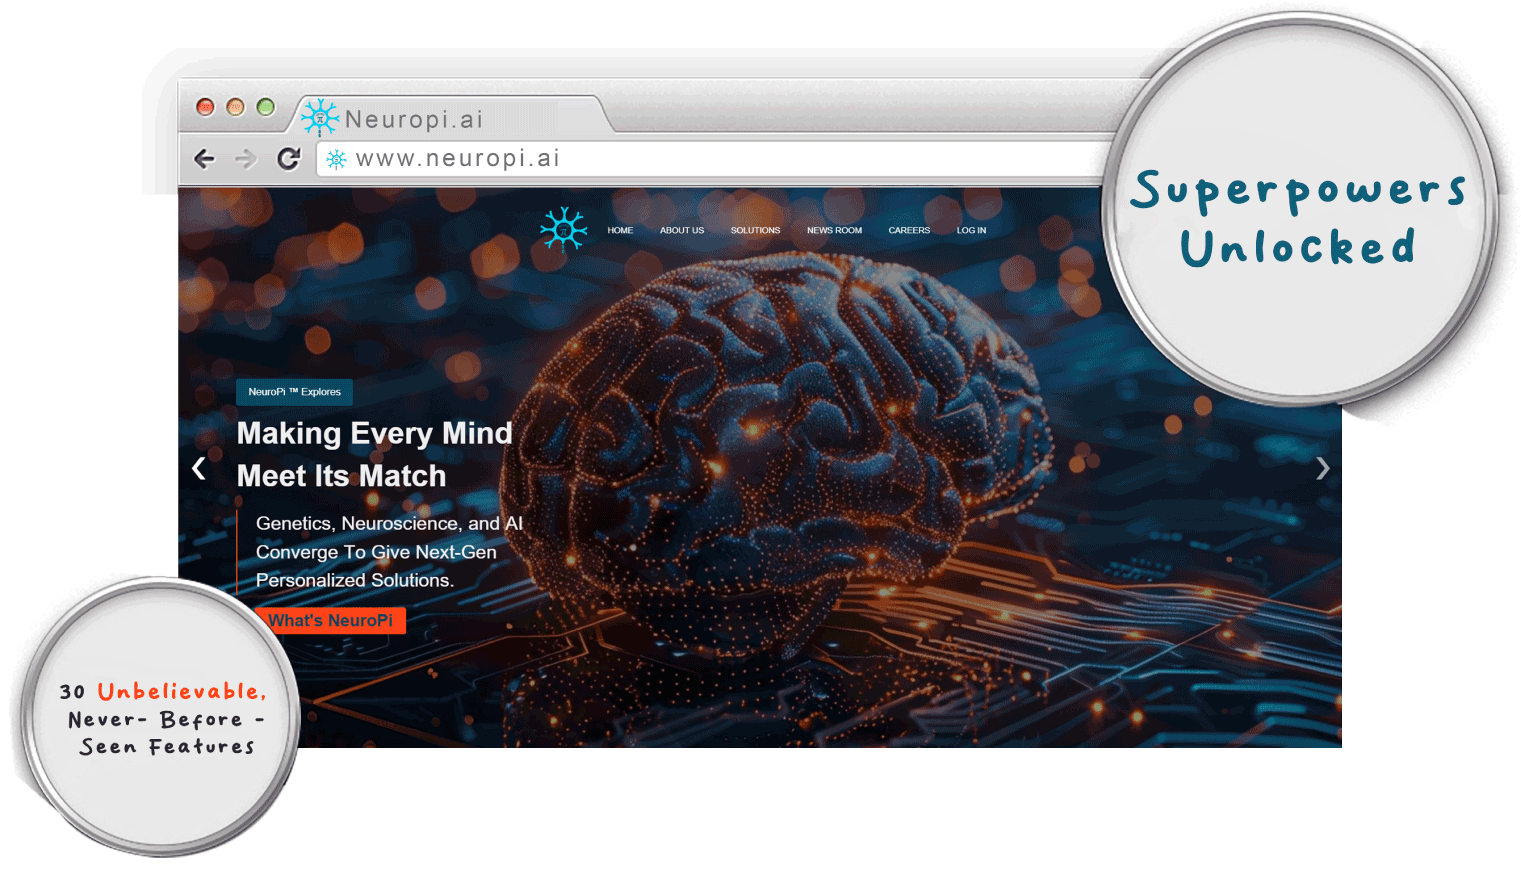 Neuropi.ai
www.neuropi.ai
Superpowers
Unlocked
π
HOME ABOUT US SOLUTIONS NEWS ROOM CAREERS LOG IN
NeuroPi ™ Explores
Making Every Mind
Meet Its Match
Genetics, Neuroscience, and AI
Converge To Give Next-Gen
Personalized Solutions.
What's NeuroPi
30 Unbelievable,
Never- Before -
Seen Features